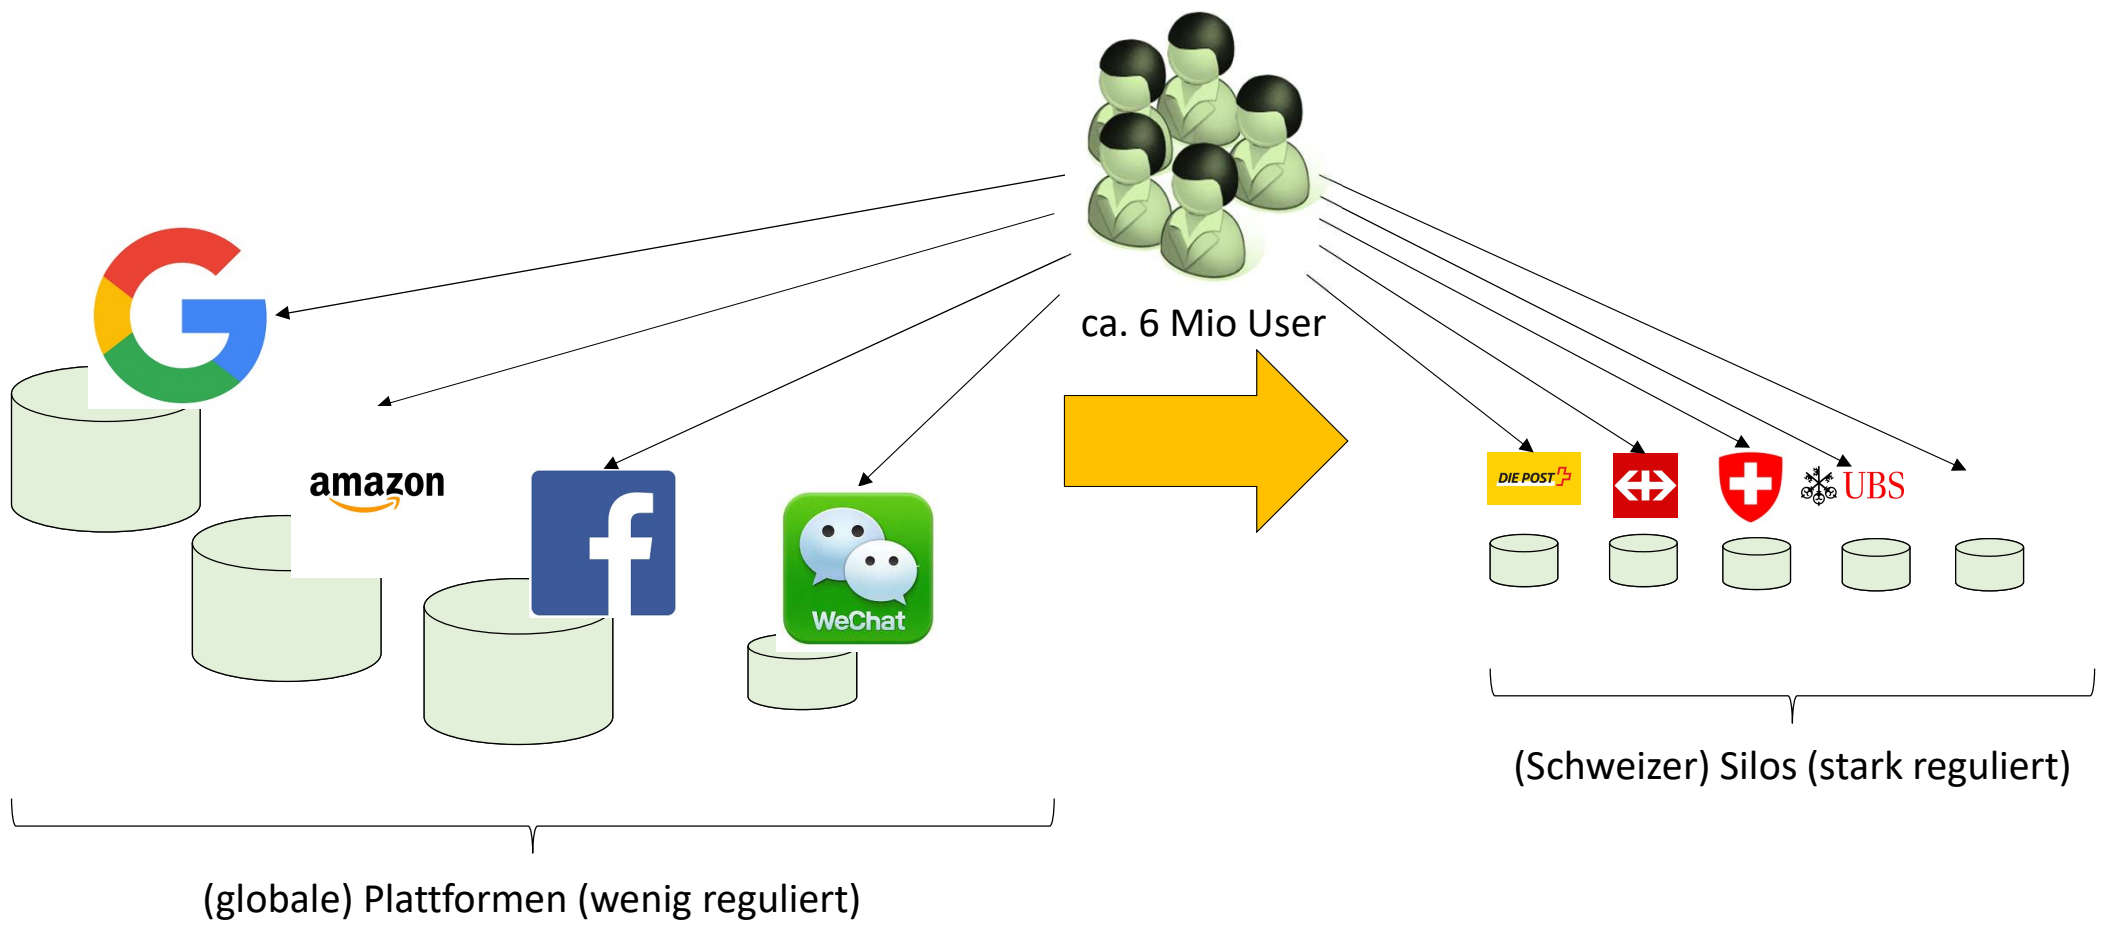 ca. 6 Mio User
amazon
WeChat
DIE POST
UBS
(Schweizer) Silos (stark reguliert)
(globale) Plattformen (wenig reguliert)